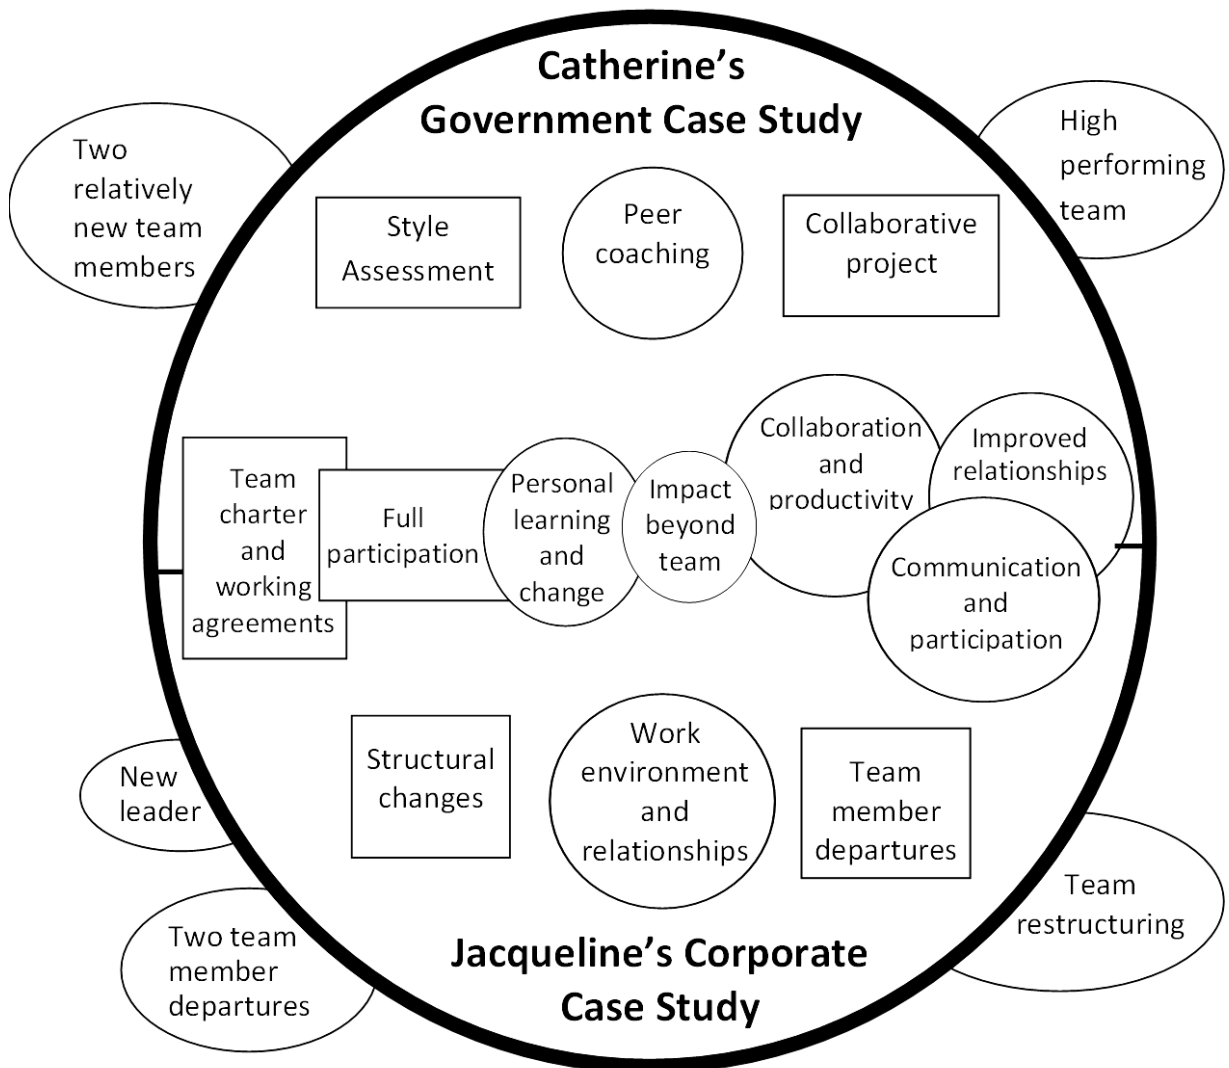 Catherine’s
Government Case Study
Two
relatively
new team
members
High
performing
team
Style
Assessment
Peer
coaching
Collaborative
project
Team
charter
and
working
agreements
Full
participation
Personal
learning
and
change
Impact
beyond
team
Collaboration
and
productivity
Improved
relationships
Communication
and
participation
New
leader
Structural
changes
Work
environment
and
relationships
Team
member
departures
Two team
member
departures
Team
restructuring
Jacqueline’s Corporate
Case Study